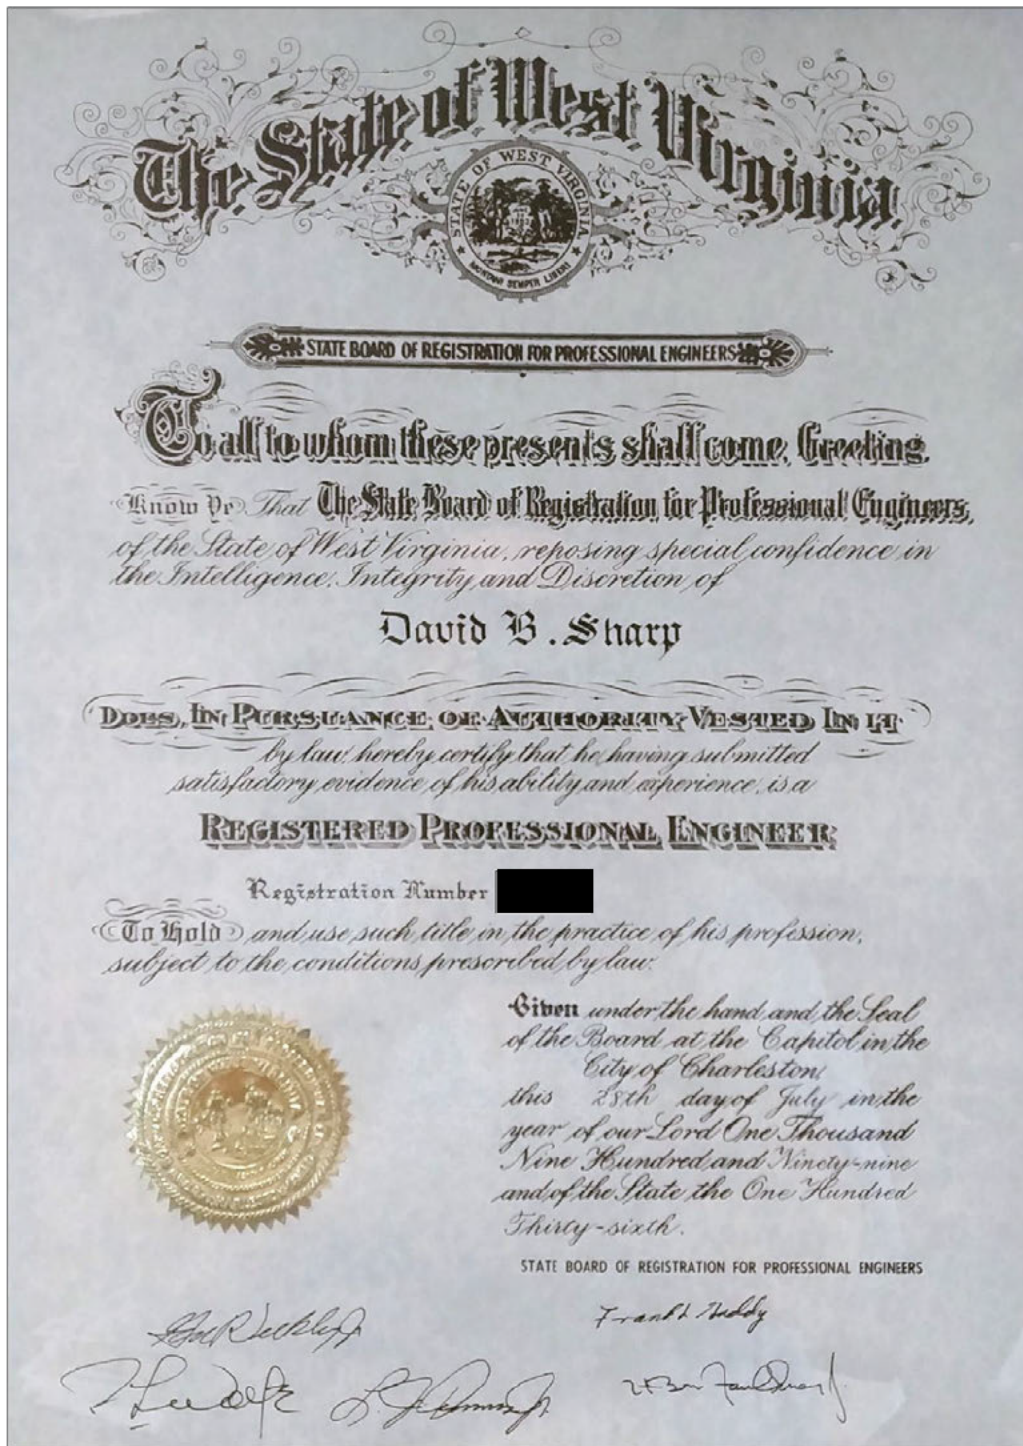 The State of West Virginia
STATE OF WEST VIRGINIA
MONTANI SEMPER LIBERI
STATE BOARD OF REGISTRATION FOR PROFESSIONAL ENGINEERS
To all to whom these presents shall come, Greeting.
Know Ye That The State Board of Registration for Professional Engineers,
of the State of West Virginia, reposing special confidence in
the Intelligence, Integrity and Discretion of
David B. Sharp
DOES, IN PURSUANCE OF AUTHORITY VESTED IN IT
by law, hereby certify that he having submitted
satisfactory evidence of his ability and experience, is a
REGISTERED PROFESSIONAL ENGINEER
Registration Number
To Hold and use such title in the practice of his profession,
subject to the conditions prescribed by law.
Given under the hand and the Seal
of the Board at the Capitol in the
City of Charleston
this 28th day of July in the
year of our Lord One Thousand
Nine Hundred and Ninety-nine
and of the State the One Hundred
Thirty-sixth.
STATE BOARD OF REGISTRATION FOR PROFESSIONAL ENGINEERS